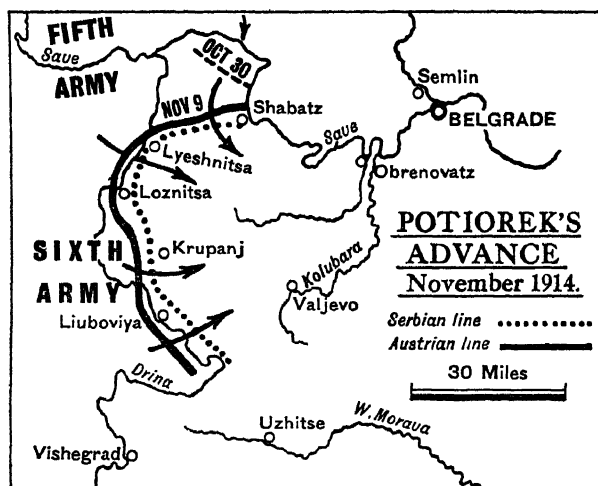 FIFTH
ARMY
Save
OCT 30
NOV 9
Shabatz
Semlin
BELGRADE
Save
Lyeshnitsa
Obrenovatz
Loznitsa
SIXTH
ARMY
Krupanj
Kolubara
Valjevo
Liuboviya
POTIOREK'S
ADVANCE
November 1914.
Serbian line
Austrian line
30 Miles
Drina
Uzhitse
W. Morava
Vishegrad